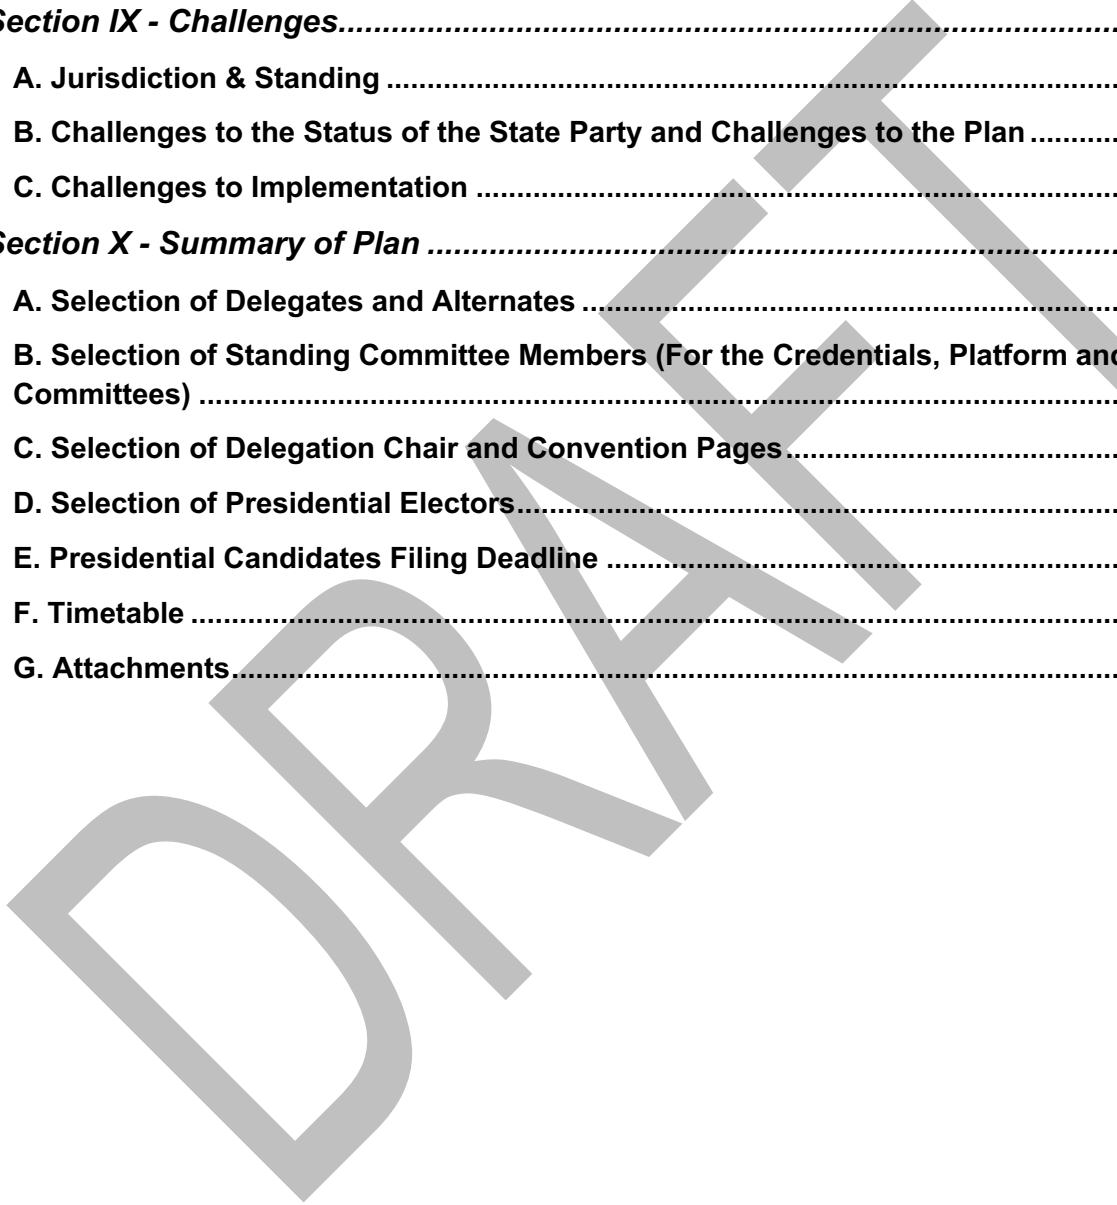 Section IX - Challenges..........................................................................................
A. Jurisdiction & Standing ..........................................................................................
B. Challenges to the Status of the State Party and Challenges to the Plan ...........
C. Challenges to Implementation ...............................................................................
Section X - Summary of Plan ...............................................................................
A. Selection of Delegates and Alternates ..................................................................
B. Selection of Standing Committee Members (For the Credentials, Platform and
Committees) ................................................................................................................
C. Selection of Delegation Chair and Convention Pages.........................................
D. Selection of Presidential Electors..........................................................................
E. Presidential Candidates Filing Deadline ...............................................................
F. Timetable .................................................................................................................
G. Attachments............................................................................................................
DRAFT